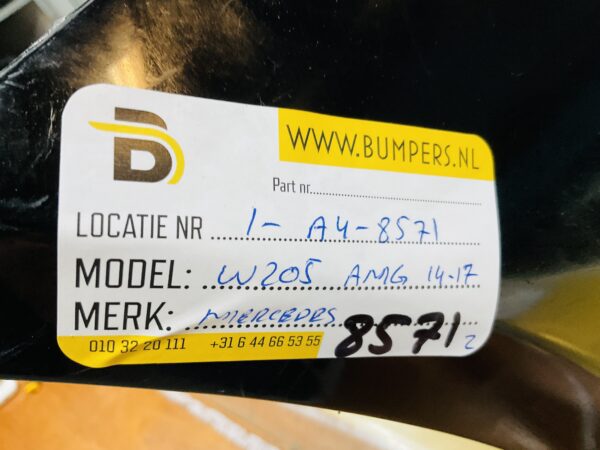 B
WWW.BUMPERS.NL
Part nr.
LOCATIE NR 1- A4-8571
MODEL: W205 AMG 14-17
MERK: MERCEDES
010 32 20 111 +31 6 44 66 53 55 8571 2